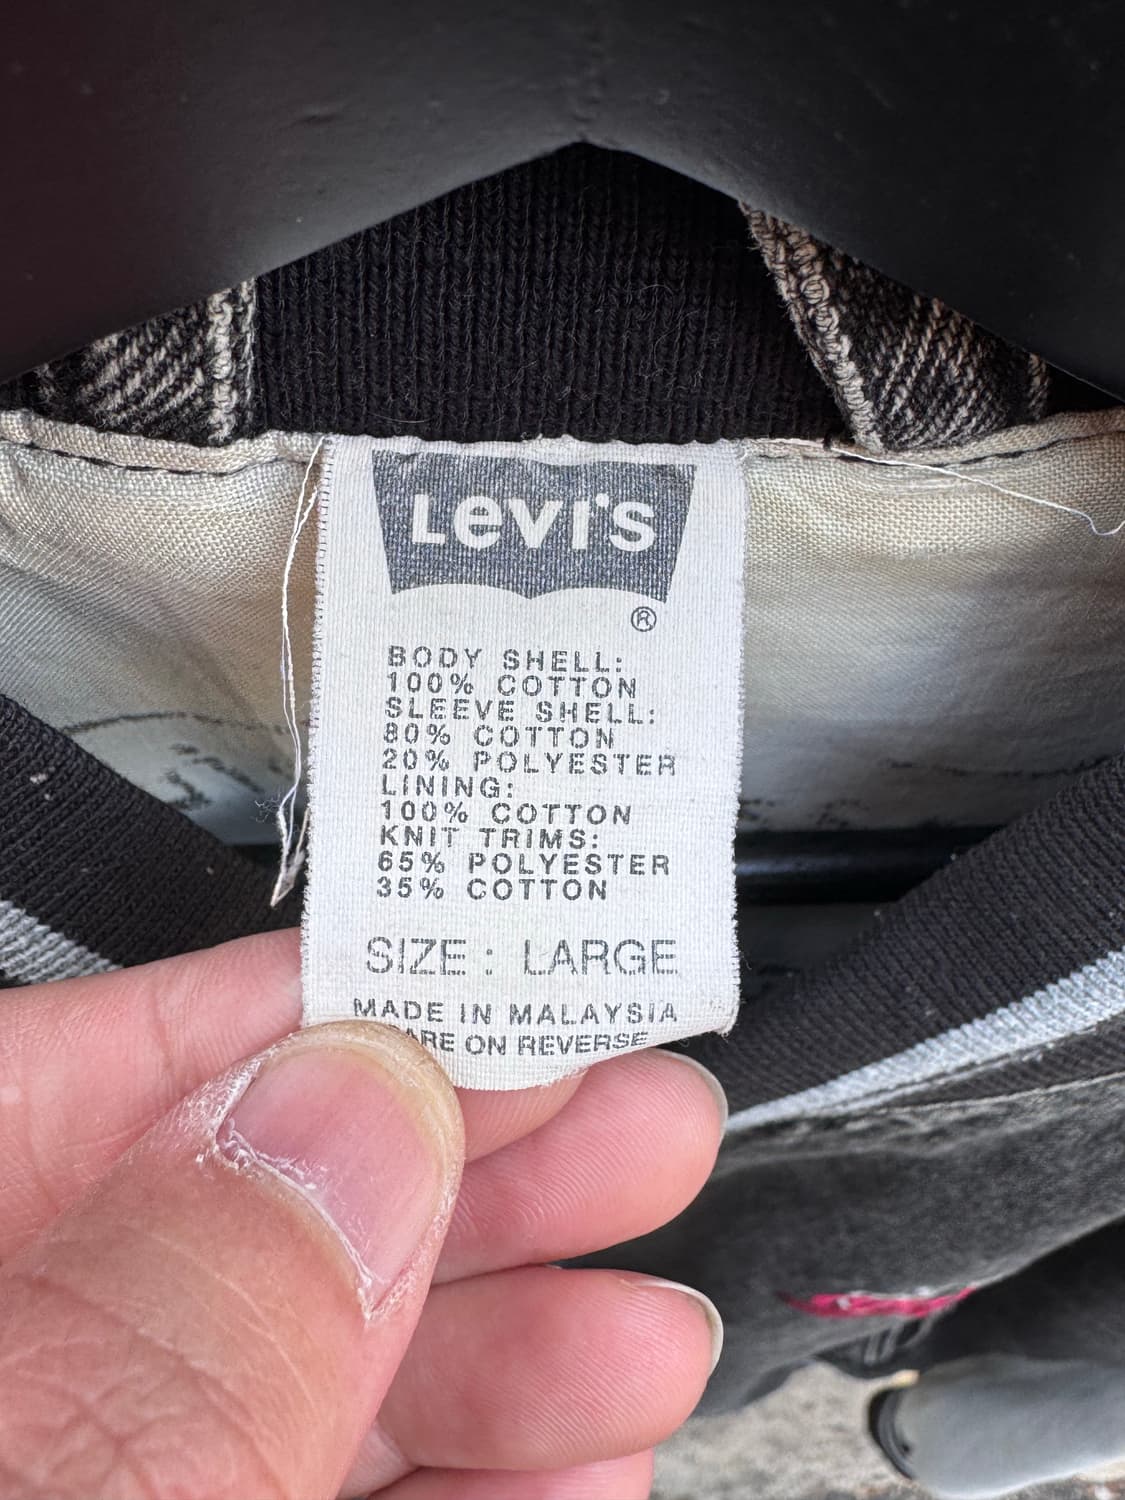 Levi's
®
BODY SHELL:
100% COTTON
SLEEVE SHELL:
80% COTTON
20% POLYESTER
LINING:
100% COTTON
KNIT TRIMS:
65% POLYESTER
35% COTTON
SIZE: LARGE
MADE IN MALAYSIA
ON REVERSE